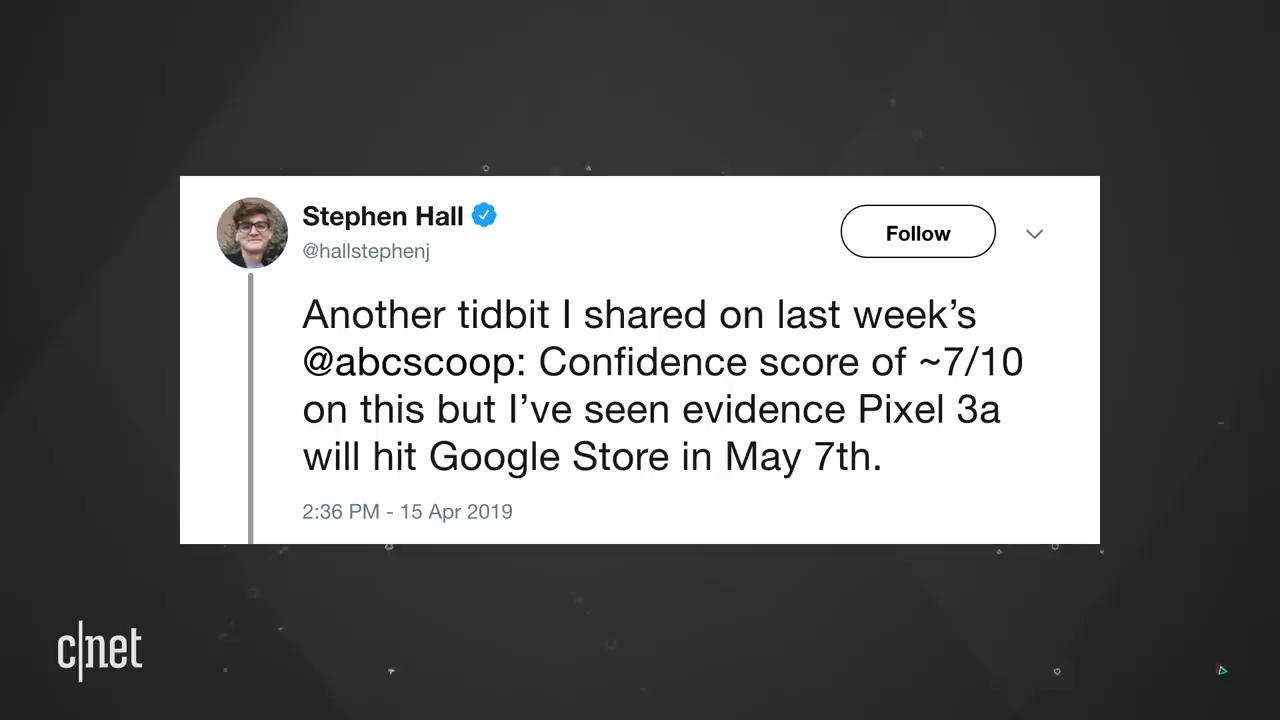 Stephen Hall
@hallstephenj
Follow
Another tidbit I shared on last week’s
@abcscoop: Confidence score of ~7/10
on this but I’ve seen evidence Pixel 3a
will hit Google Store in May 7th.
2:36 PM - 15 Apr 2019
c|net